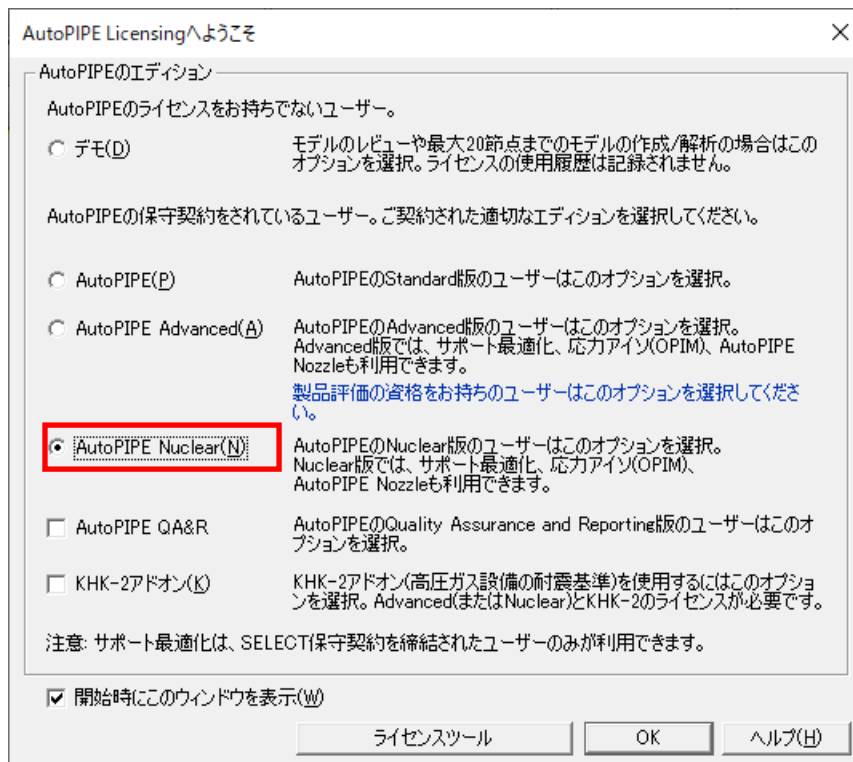 AutoPIPE Licensingへようこそ
AutoPIPEのエディション
AutoPIPEのライセンスをお持ちでないユーザー。
デモ(D)
モデルのレビューや最大20節点までのモデルの作成/解析の場合はこの
オプションを選択。ライセンスの使用履歴は記録されません。
AutoPIPEの保守契約をされているユーザー。ご契約された適切なエディションを選択してください。
AutoPIPE(P)
AutoPIPEのStandard版のユーザーはこのオプションを選択。
AutoPIPE Advanced(A)
AutoPIPEのAdvanced版のユーザーはこのオプションを選択。
Advanced版では、サポート最適化、応力アイソ(OPIM)、AutoPIPE
Nozzleも利用できます。
製品評価の資格をお持ちのユーザーはこのオプションを選択してくださ
い。
AutoPIPE Nuclear(N)
AutoPIPEのNuclear版のユーザーはこのオプションを選択。
Nuclear版では、サポート最適化、応力アイソ(OPIM)、
AutoPIPE Nozzleも利用できます。
AutoPIPE QA&R
AutoPIPEのQuality Assurance and Reporting版のユーザーはこのオ
プションを選択。
KHK-2アドオン(K)
KHK-2アドオン(高圧ガス設備の耐震基準)を使用するにはこのオプショ
ンを選択。Advanced(またはNuclear)とKHK-2のライセンスが必要です。
注意: サポート最適化は、SELECT保守契約を締結されたユーザーのみが利用できます。
開始時にこのウィンドウを表示(W)
ライセンスツール
OK
ヘルプ(H)